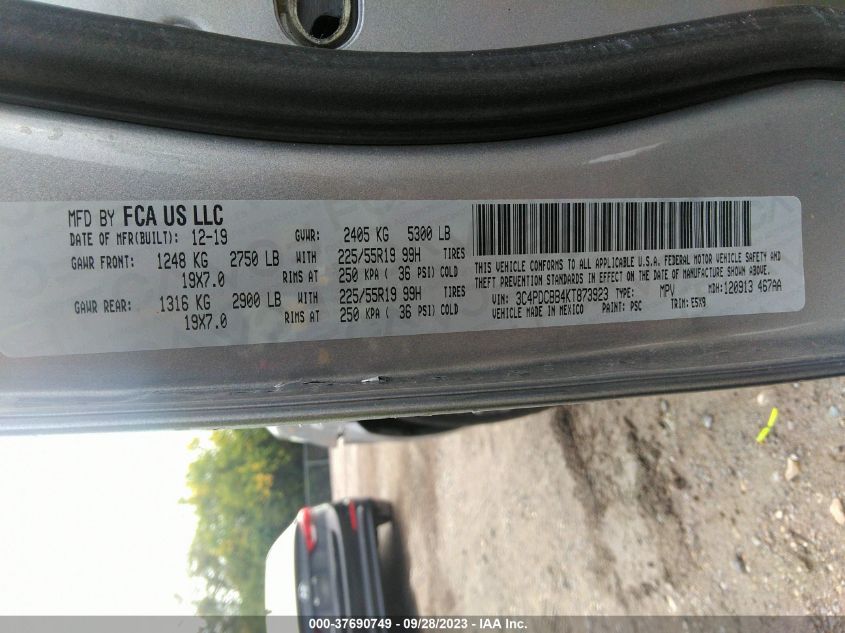 MFD BY FCA US LLC
DATE OF MFR(BUILT): 12-19 GVWR: 2405 KG 5300 LB
GAWR FRONT: 1248 KG 2750 LB WITH 225/55R19 99H TIRES
19X7.0 RIMS AT 250 KPA ( 36 PSI) COLD
GAWR REAR: 1316 KG 2900 LB WITH 225/55R19 99H TIRES
19X7.0 RIMS AT 250 KPA ( 36 PSI) COLD
THIS VEHICLE CONFORMS TO ALL APPLICABLE U.S.A. FEDERAL MOTOR VEHICLE SAFETY AND
THEFT PREVENTION STANDARDS IN EFFECT ON THE DATE OF MANUFACTURE SHOWN ABOVE.
VIN: 3C4PDCBB4KT873923 TYPE: MPV MDH: 120913 467AA
VEHICLE MADE IN MEXICO PAINT: PSC TRIM: E5X9
000-37690749 / 09/28/2023 / IAA Inc.